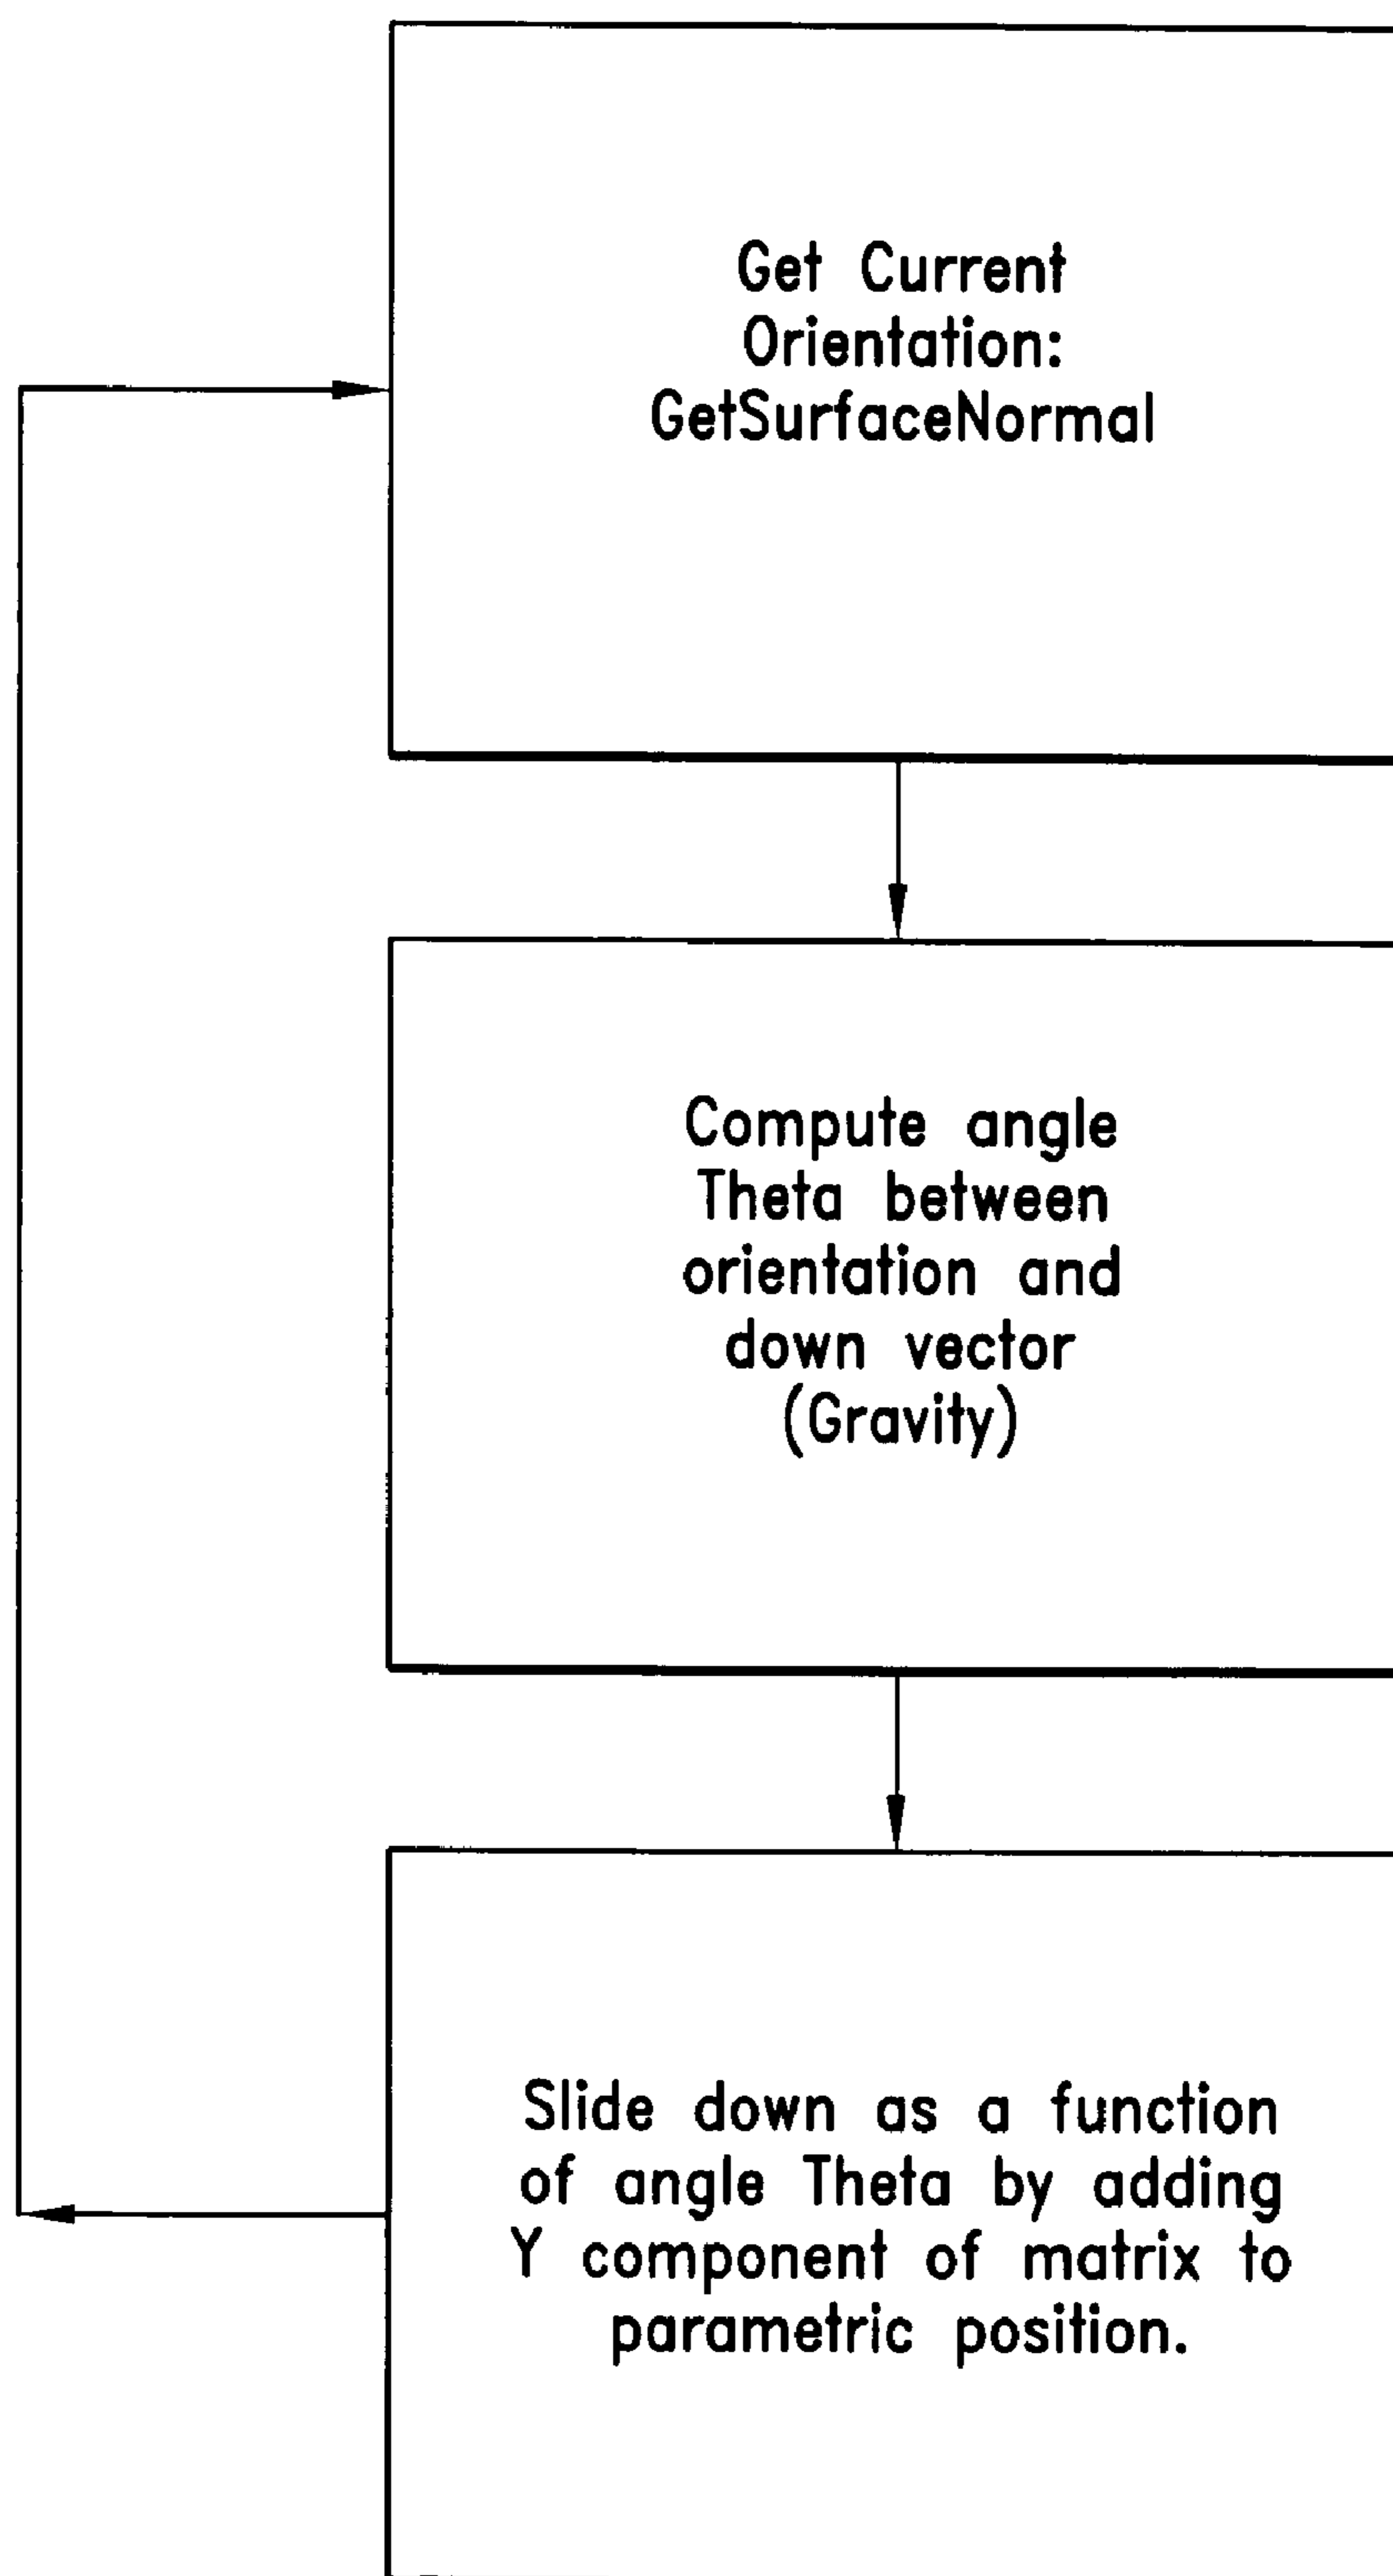 Get Current
Orientation:
GetSurfaceNormal
Compute angle
Theta between
orientation and
down vector
(Gravity)
Slide down as a function
of angle Theta by adding
Y component of matrix to
parametric position.